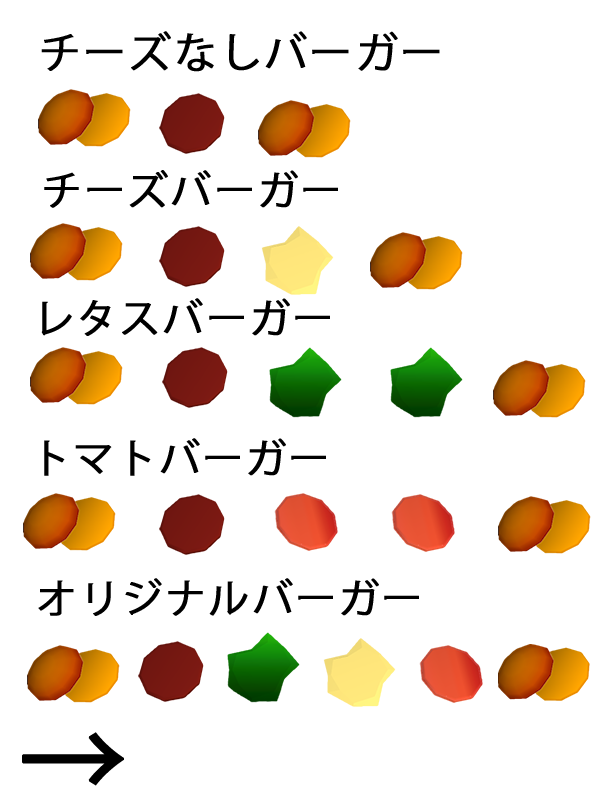 チーズなしバーガー
チーズバーガー
レタスバーガー
トマトバーガー
オリジナルバーガー